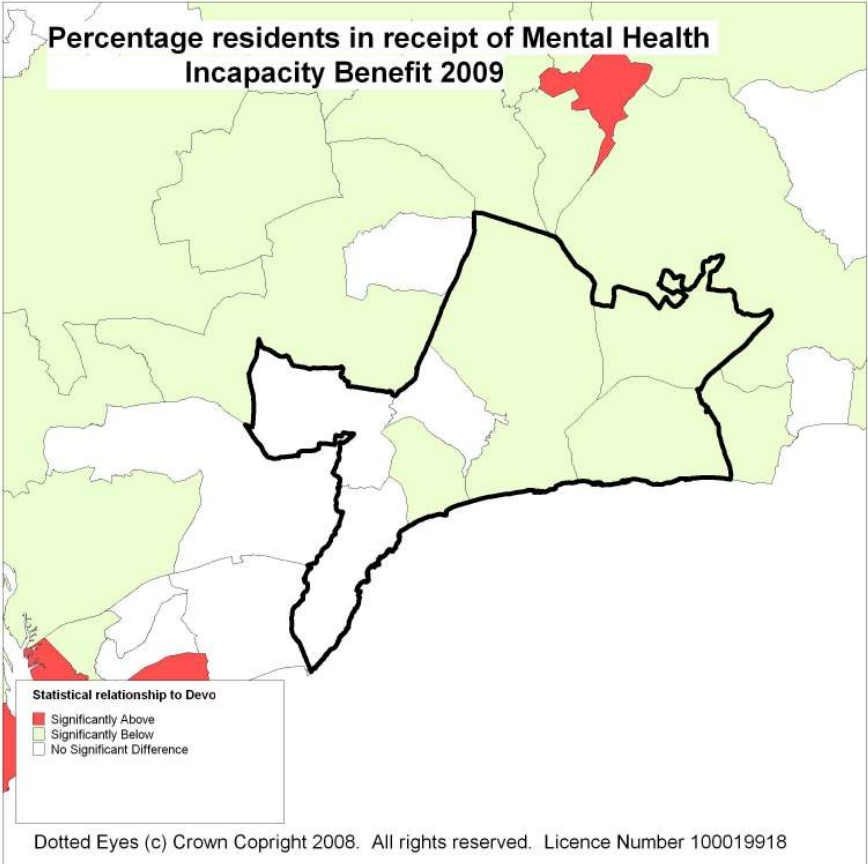 Percentage residents in receipt of Mental Health
Incapacity Benefit 2009
Statistical relationship to Devo
Significantly Above
Significantly Below
No Significant Difference
Dotted Eyes (c) Crown Copright 2008. All rights reserved. Licence Number 100019918